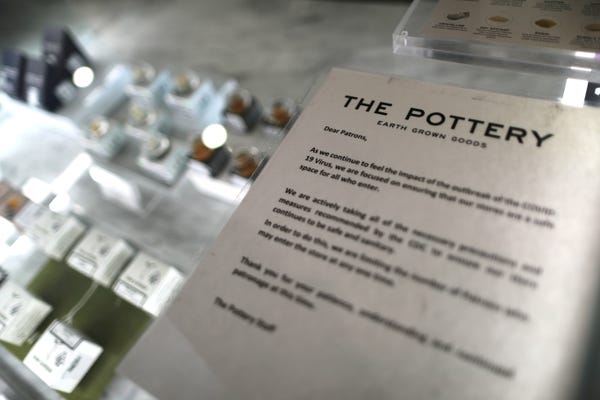 THE POTTERY
EARTH GROWN GOODS
Dear Patrons,
As we continue to feel the impact of the outbreak of the COVID-
19 Virus, we are focused on ensuring that our stores are a safe
space for all who enter.
We are actively taking all of the necessary precautions and
measures recommended by the CDC to ensure our store
continues to be safe and sanitary.
In order to do this, we are limiting the number of Patrons who
may enter the store at any one time.
Thank you for your patience, understanding and continued
patronage at this time.
The Pottery Staff